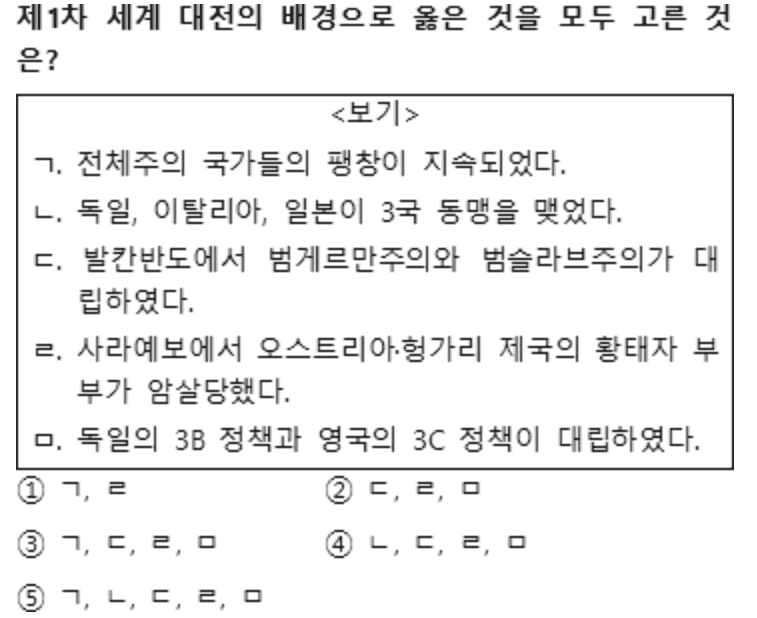 제1차 세계 대전의 배경으로 옳은 것을 모두 고른 것
은?
<보기>
ㄱ. 전체주의 국가들의 팽창이 지속되었다.
ㄴ. 독일, 이탈리아, 일본이 3국 동맹을 맺었다.
ㄷ. 발칸반도에서 범게르만주의와 범슬라브주의가 대
립하였다.
ㄹ. 사라예보에서 오스트리아·헝가리 제국의 황태자 부
부가 암살당했다.
ㅁ. 독일의 3B 정책과 영국의 3C 정책이 대립하였다.
① ㄱ, ㄹ ② ㄷ, ㄹ, ㅁ
③ ㄱ, ㄷ, ㄹ, ㅁ ④ ㄴ, ㄷ, ㄹ, ㅁ
⑤ ㄱ, ㄴ, ㄷ, ㄹ, ㅁ